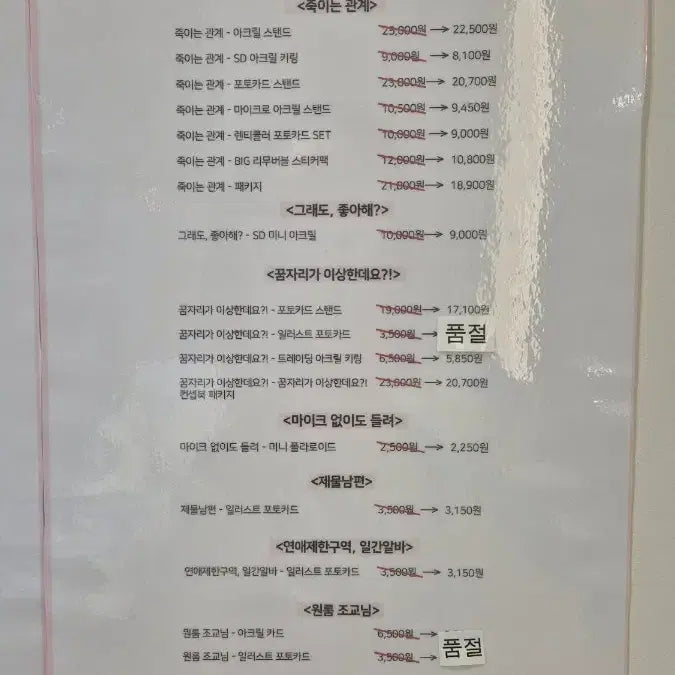 <죽이는 관계>
죽이는 관계 - 아크릴 스탠드 25,000원 → 22,500원
죽이는 관계 - SD 아크릴 키링 9,000원 → 8,100원
죽이는 관계 - 포토카드 스탠드 23,000원 → 20,700원
죽이는 관계 - 마이크로 아크릴 스탠드 10,500원 → 9,450원
죽이는 관계 - 렌티큘러 포토카드 SET 10,000원 → 9,000원
죽이는 관계 - BIG 리무버블 스티커팩 12,000원 → 10,800원
죽이는 관계 - 패키지 21,000원 → 18,900원
<그래도, 좋아해?>
그래도, 좋아해? - SD 미니 아크릴 10,000원 → 9,000원
<꿈자리가 이상한데요?!>
꿈자리가 이상한데요?! - 포토카드 스탠드 19,000원 → 17,100원
꿈자리가 이상한데요?! - 일러스트 포토카드 3,500원 → 품절
꿈자리가 이상한데요?! - 트레이딩 아크릴 키링 6,500원 → 5,850원
꿈자리가 이상한데요?! - 꿈자리가 이상한데요?! 23,000원 → 20,700원
컨셉북 패키지
<마이크 없이도 들려>
마이크 없이도 들려 - 미니 폴라로이드 2,500원 → 2,250원
<제물남편>
제물남편 - 일러스트 포토카드 3,500원 → 3,150원
<연애제한구역, 일간알바>
연애제한구역, 일간알바 - 일러스트 포토카드 3,500원 → 3,150원
<원룸 조교님>
원룸 조교님 - 아크릴 카드 6,500원 →
원룸 조교님 - 일러스트 포토카드 3,500원 → 품절